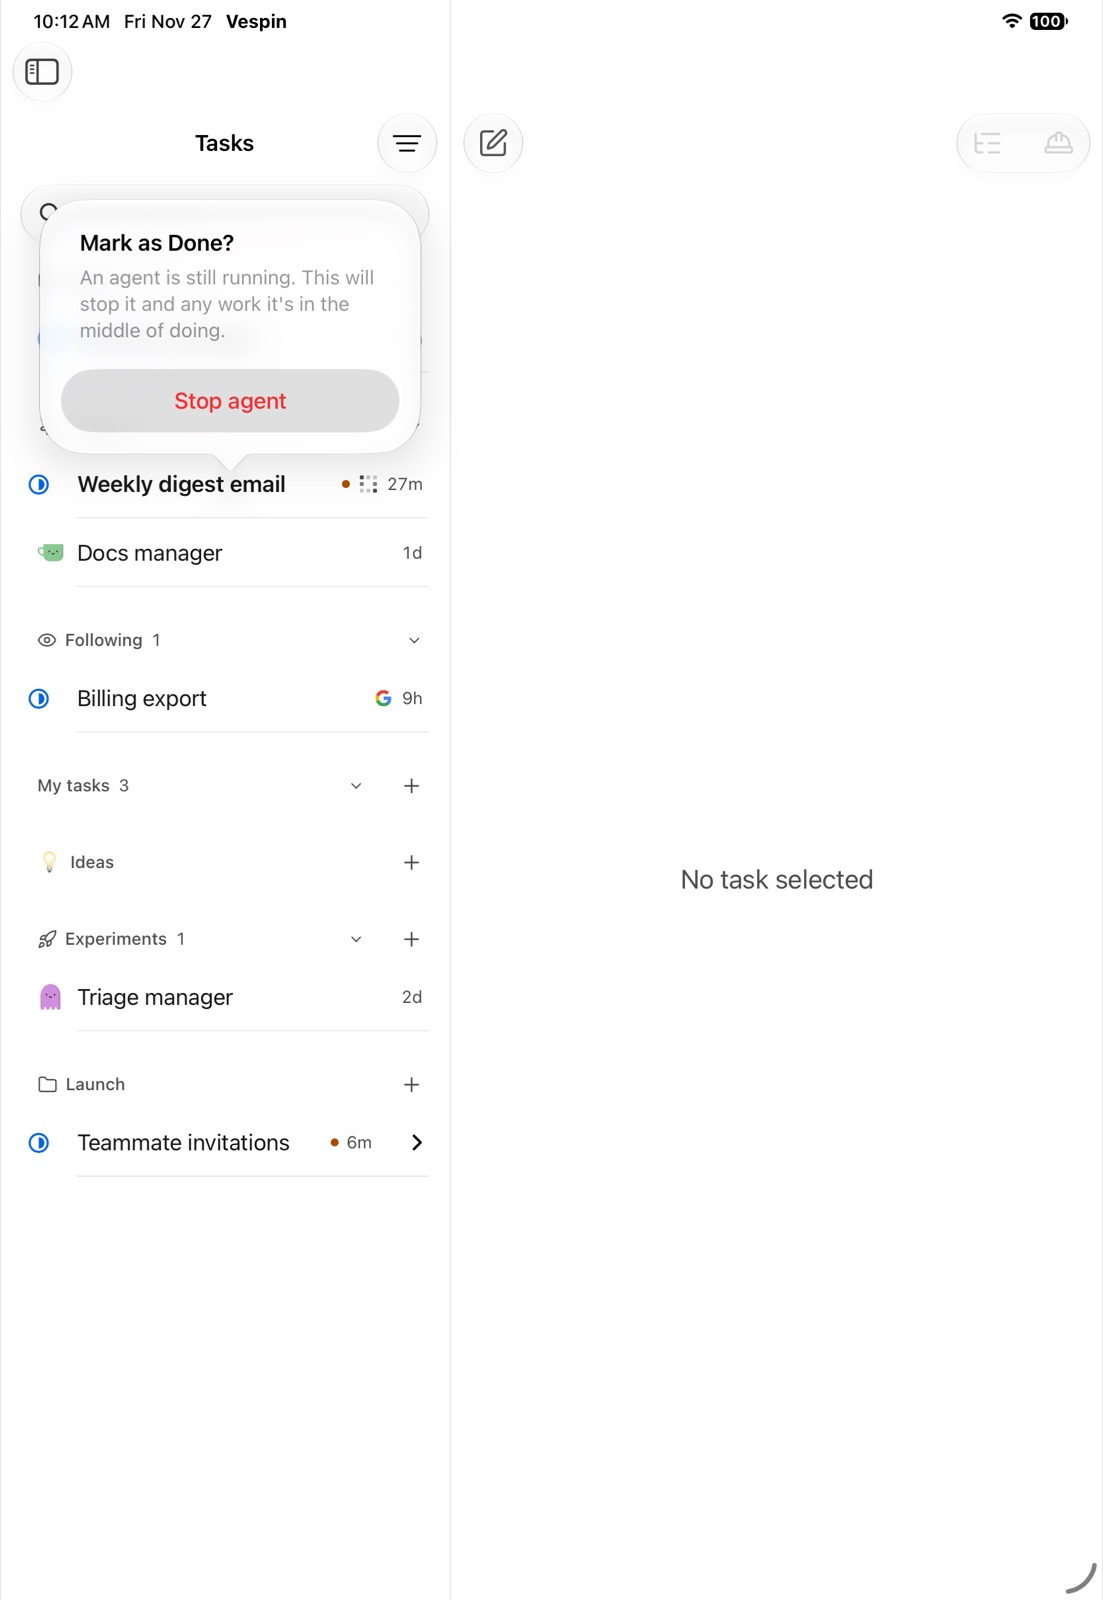 10:12 AM Fri Nov 27 Vespin
100
Tasks
Mark as Done?
An agent is still running. This will
stop it and any work it's in the
middle of doing.
Stop agent
Weekly digest email 27m
Docs manager 1d
Following 1
Billing export 9h
My tasks 3
Ideas
Experiments 1
Triage manager 2d
Launch
Teammate invitations 6m
No task selected